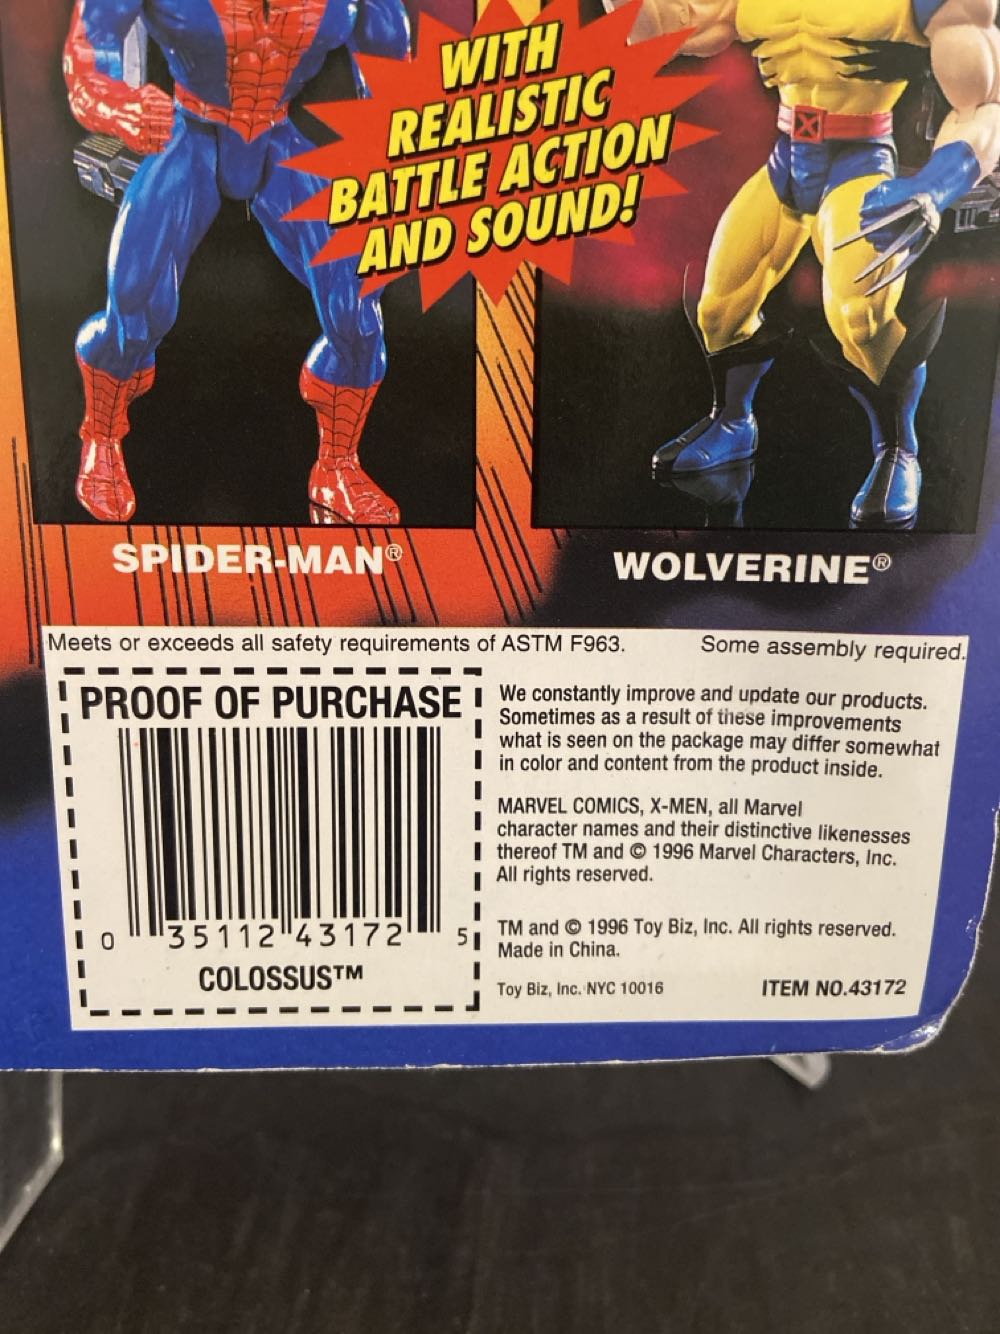 WITH
REALISTIC
BATTLE ACTION
AND SOUND!
SPIDER-MAN®
WOLVERINE®
Meets or exceeds all safety requirements of ASTM F963. Some assembly required.
PROOF OF PURCHASE
0 35112 43172 5
COLOSSUS™
We constantly improve and update our products.
Sometimes as a result of these improvements
what is seen on the package may differ somewhat
in color and content from the product inside.
MARVEL COMICS, X-MEN, all Marvel
character names and their distinctive likenesses
thereof TM and © 1996 Marvel Characters, Inc.
All rights reserved.
TM and © 1996 Toy Biz, Inc. All rights reserved.
Made in China.
Toy Biz, Inc. NYC 10016 ITEM NO.43172